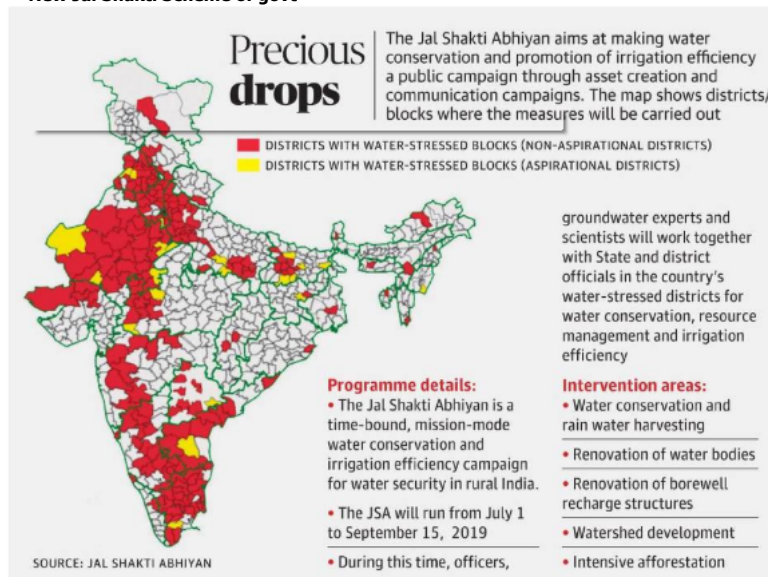 Precious
drops
The Jal Shakti Abhiyan aims at making water
conservation and promotion of irrigation efficiency
a public campaign through asset creation and
communication campaigns. The map shows districts/
blocks where the measures will be carried out
DISTRICTS WITH WATER-STRESSED BLOCKS (NON-ASPIRATIONAL DISTRICTS)
DISTRICTS WITH WATER-STRESSED BLOCKS (ASPIRATIONAL DISTRICTS)
Programme details:
• The Jal Shakti Abhiyan is a
time-bound, mission-mode
water conservation and
irrigation efficiency campaign
for water security in rural India.
• The JSA will run from July 1
to September 15, 2019
• During this time, officers,
groundwater experts and
scientists will work together
with State and district
officials in the country's
water-stressed districts for
water conservation, resource
management and irrigation
efficiency
Intervention areas:
• Water conservation and
rain water harvesting
• Renovation of water bodies
• Renovation of borewell
recharge structures
• Watershed development
• Intensive afforestation
SOURCE: JAL SHAKTI ABHIYAN